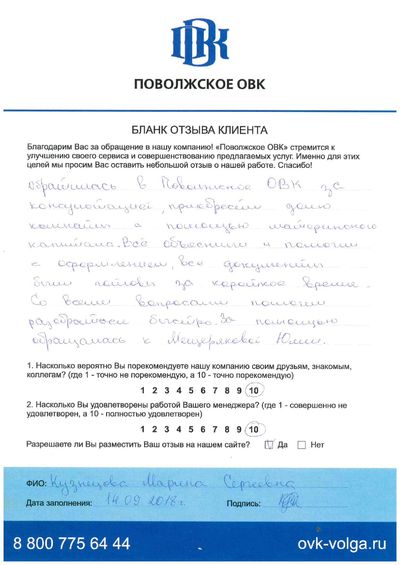 ПОВОЛЖСКОЕ ОВК
БЛАНК ОТЗЫВА КЛИЕНТА
Благодарим Вас за обращение в нашу компанию! «Поволжское ОВК» стремится к
улучшению своего сервиса и совершенствованию предлагаемых услуг. Именно для этих
целей мы просим Вас оставить небольшой отзыв о нашей работе. Спасибо!
Обратилась в Поволжское ОВК за
консультацией, приобретали долю
комнаты с помощью материнского
капитала. Всё объяснили и помогли
с оформлением, все документы
были готовы за короткое время.
Со всеми вопросами помогли
разобраться быстро. За помощью
обращалась к Мещеряковой Юлии.
1. Насколько вероятно Вы порекомендуете нашу компанию своим друзьям, знакомым,
коллегам? (где 1 - точно не порекомендую, а 10 - точно порекомендую)
1 2 3 4 5 6 7 8 9 10
2. Насколько Вы удовлетворены работой Вашего менеджера? (где 1 - совершенно не
удовлетворен, а 10 - полностью удовлетворен)
1 2 3 4 5 6 7 8 9 10
Разрешаете ли Вы разместить Ваш отзыв на нашем сайте? Да Нет
ФИО: Кузнецова Марина Сергеевна
Дата заполнения: 14.09.2018г. Подпись:
8 800 775 64 44 ovk-volga.ru